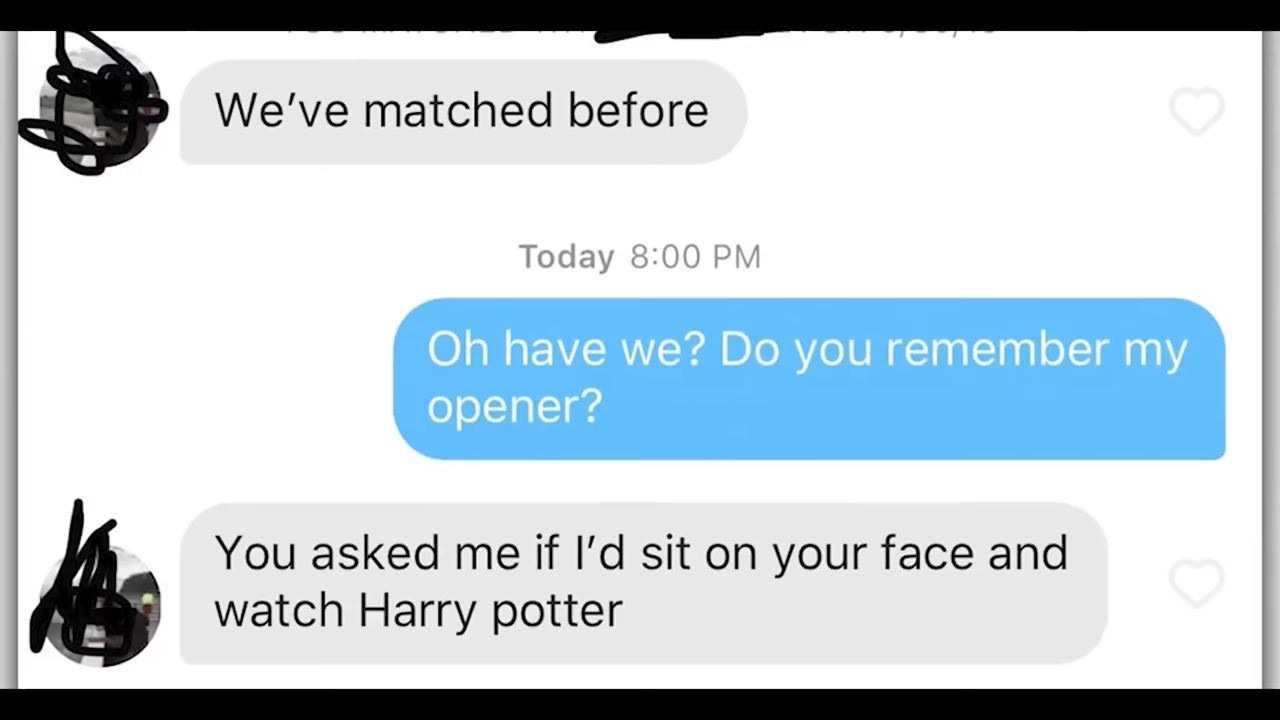 We've matched before
Today 8:00 PM
Oh have we? Do you remember my
opener?
You asked me if I'd sit on your face and
watch Harry potter